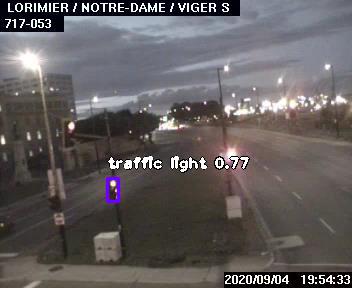 LORIMIER / NOTRE-DAME / VIGER S
717-053
traffic light 0.77
2020/09/04 19:54:33